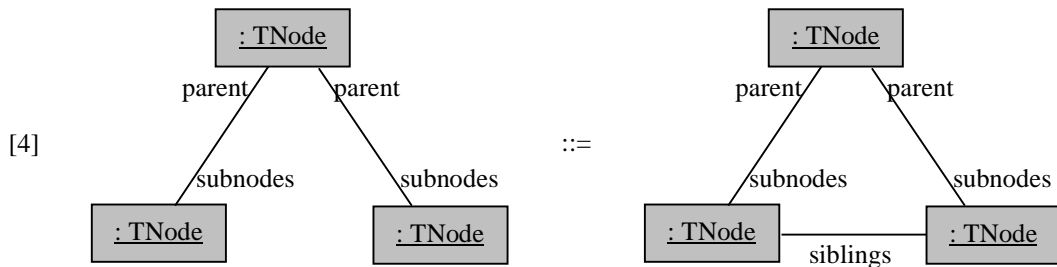 : TNode : TNode
parent parent parent parent
[4] ::=
subnodes subnodes subnodes subnodes
: TNode : TNode : TNode : TNode
siblings